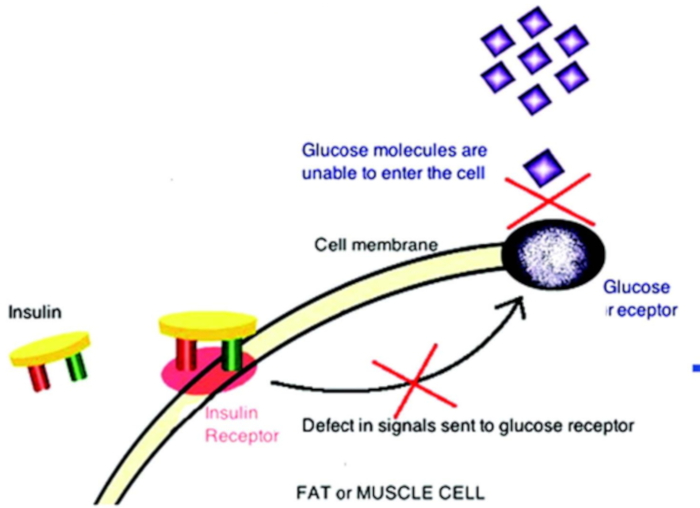 Glucose molecules are
unable to enter the cell
Cell membrane
Glucose
receptor
Insulin
Insulin
Receptor
Defect in signals sent to glucose receptor
FAT or MUSCLE CELL